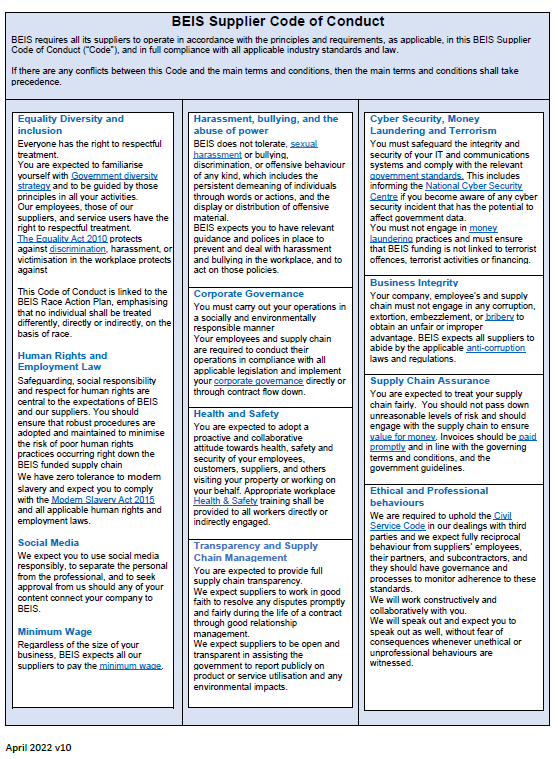 BEIS Supplier Code of Conduct
BEIS requires all its suppliers to operate in accordance with the principles and requirements, as applicable, in this BEIS Supplier
Code of Conduct ("Code"), and in full compliance with all applicable industry standards and law.
If there are any conflicts between this Code and the main terms and conditions, then the main terms and conditions shall take
precedence.
Equality Diversity and
inclusion
Everyone has the right to respectful
treatment.
You are expected to familiarise
yourself with Government diversity
strategy and to be guided by those
principles in all your activities.
Our employees, those of our
suppliers, and service users have the
right to respectful treatment.
The Equality Act 2010 protects
against discrimination, harassment, or
victimisation in the workplace protects
against
This Code of Conduct is linked to the
BEIS Race Action Plan, emphasising
that no individual shall be treated
differently, directly or indirectly, on the
basis of race.
Human Rights and
Employment Law
Safeguarding, social responsibility
and respect for human rights are
central to the expectations of BEIS
and our suppliers. You should
ensure that robust procedures are
adopted and maintained to minimise
the risk of poor human rights
practices occurring right down the
BEIS funded supply chain
We have zero tolerance to modern
slavery and expect you to comply
with the Modern Slavery Act 2015
and all applicable human rights and
employment laws.
Social Media
We expect you to use social media
responsibly, to separate the personal
from the professional, and to seek
approval from us should any of your
content connect your company to
BEIS.
Minimum Wage
Regardless of the size of your
business, BEIS expects all our
suppliers to pay the minimum wage.
Harassment, bullying, and the
abuse of power
BEIS does not tolerate, sexual
harassment or bullying,
discrimination, or offensive behaviour
of any kind, which includes the
persistent demeaning of individuals
through words or actions, and the
display or distribution of offensive
material.
BEIS expects you to have relevant
guidance and polices in place to
prevent and deal with harassment
and bullying in the workplace, and to
act on those policies.
Corporate Governance
You must carry out your operations in
a socially and environmentally
responsible manner
Your employees and supply chain
are required to conduct their
operations in compliance with all
applicable legislation and implement
your corporate governance directly or
through contract flow down.
Health and Safety
You are expected to adopt a
proactive and collaborative
attitude towards health, safety and
security of your employees,
customers, suppliers, and others
visiting your property or working on
your behalf. Appropriate workplace
Health & Safety training shall be
provided to all workers directly or
indirectly engaged.
Transparency and Supply
Chain Management
You are expected to provide full
supply chain transparency.
We expect suppliers to work in good
faith to resolve any disputes promptly
and fairly during the life of a contract
through good relationship
management.
We expect suppliers to be open and
transparent in assisting the
government to report publicly on
product or service utilisation and any
environmental impacts.
Cyber Security, Money
Laundering and Terrorism
You must safeguard the integrity and
security of your IT and communications
systems and comply with the relevant
government standards. This includes
informing the National Cyber Security
Centre if you become aware of any cyber
security incident that has the potential to
affect government data.
You must not engage in money
laundering practices and must ensure
that BEIS funding is not linked to terrorist
offences, terrorist activities or financing.
Business Integrity
Your company, employee's and supply
chain must not engage in any corruption,
extortion, embezzlement, or bribery to
obtain an unfair or improper
advantage. BEIS expects all suppliers to
abide by the applicable anti-corruption
laws and regulations.
Supply Chain Assurance
You are expected to treat your supply
chain fairly. You should not pass down
unreasonable levels of risk and should
engage with the supply chain to ensure
value for money. Invoices should be paid
promptly and in line with the governing
terms and conditions, and the
government guidelines.
Ethical and Professional
behaviours
We are required to uphold the Civil
Service Code in our dealings with third
parties and we expect fully reciprocal
behaviour from suppliers' employees,
their partners, and subcontractors, and
they should have governance and
processes to monitor adherence to these
standards.
We will work constructively and
collaboratively with you.
We will speak out and expect you to
speak out as well, without fear of
consequences whenever unethical or
unprofessional behaviours are
witnessed.
April 2022 v10